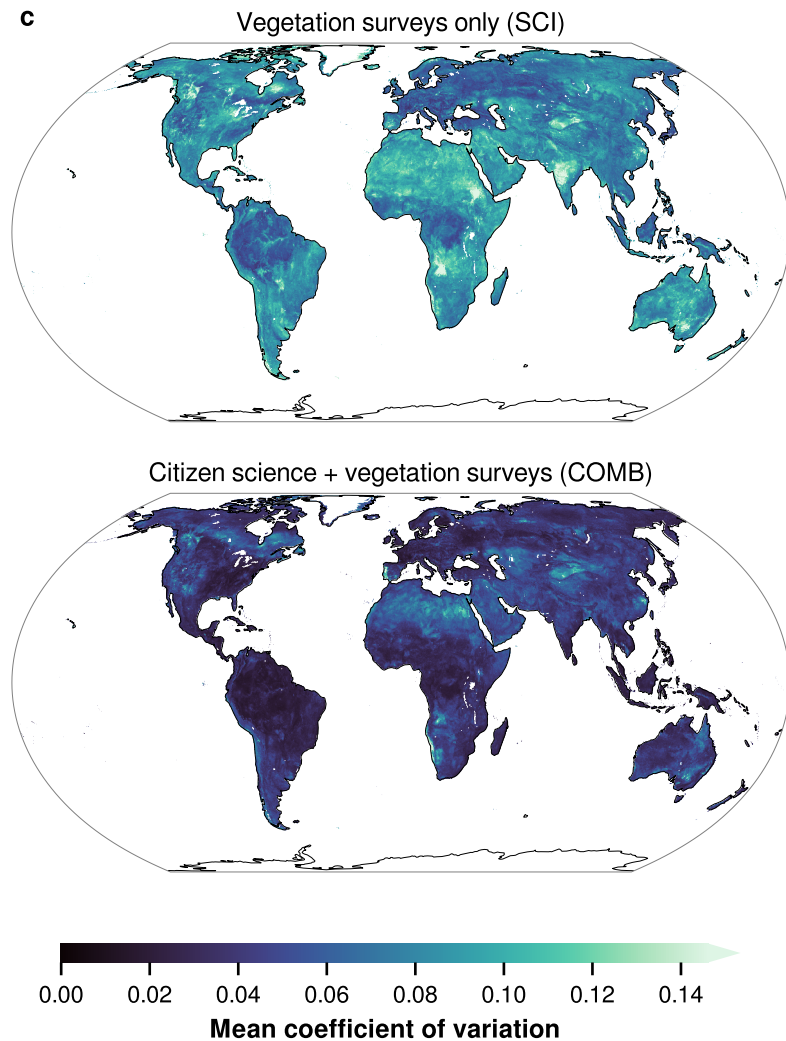 c
Vegetation surveys only (SCI)
Citizen science + vegetation surveys (COMB)
0.00 0.02 0.04 0.06 0.08 0.10 0.12 0.14
Mean coefficient of variation